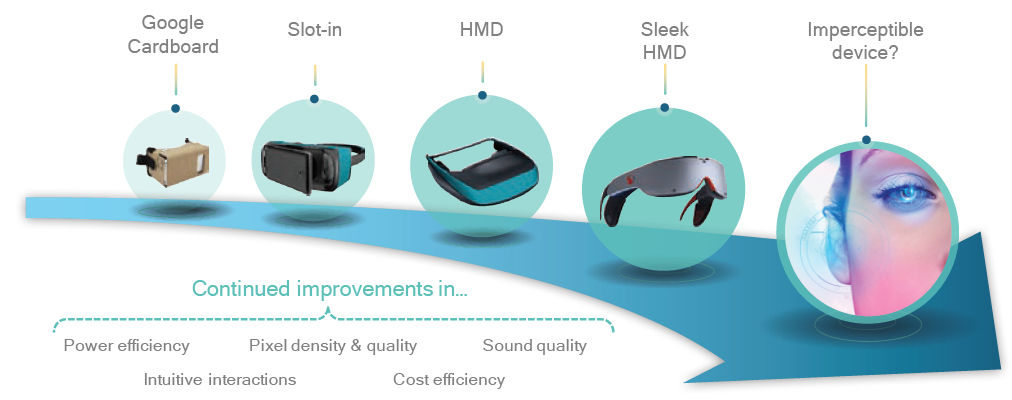 Google
Cardboard
Slot-in
HMD
Sleek
HMD
Imperceptible
device?
Continued improvements in...
Power efficiency
Pixel density & quality
Sound quality
Intuitive interactions
Cost efficiency